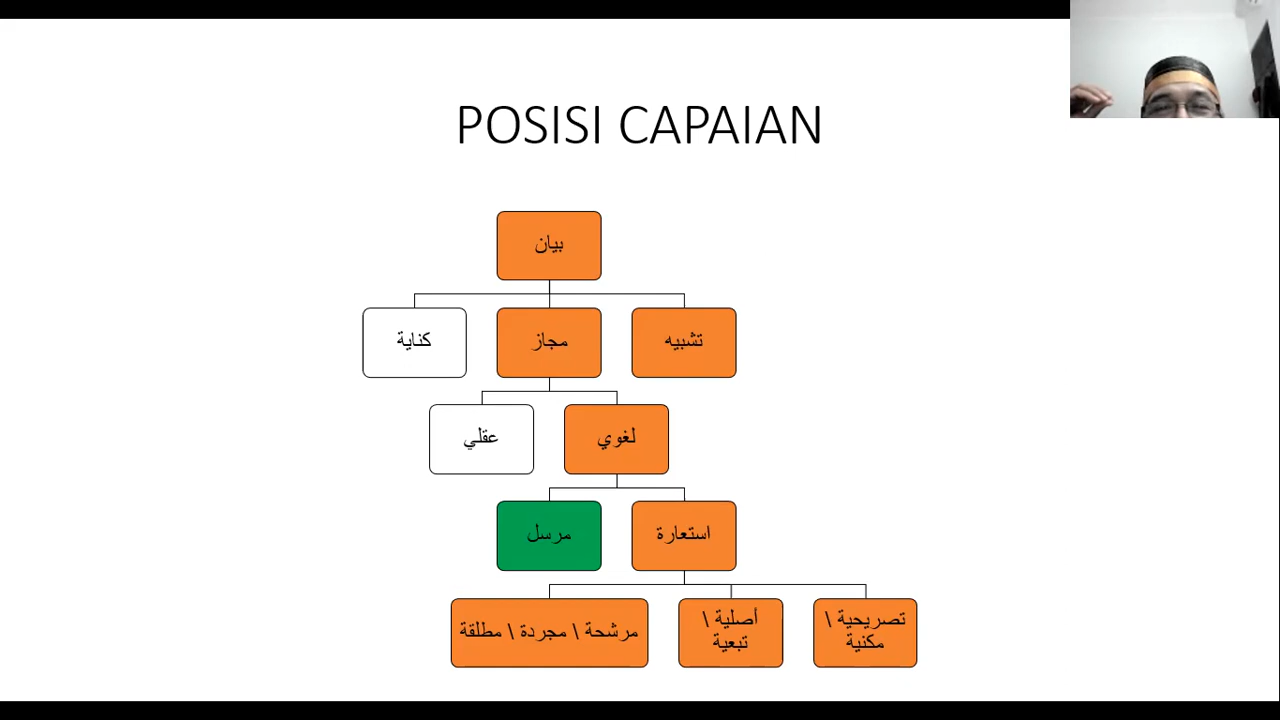 POSISI CAPAIAN
بيان
تشبيه
مجاز
كناية
لغوي
عقلي
استعارة
مرسل
تصريحية \
مكنية
أصلية \
تبعية
مرشحة \ مجردة \ مطلقة